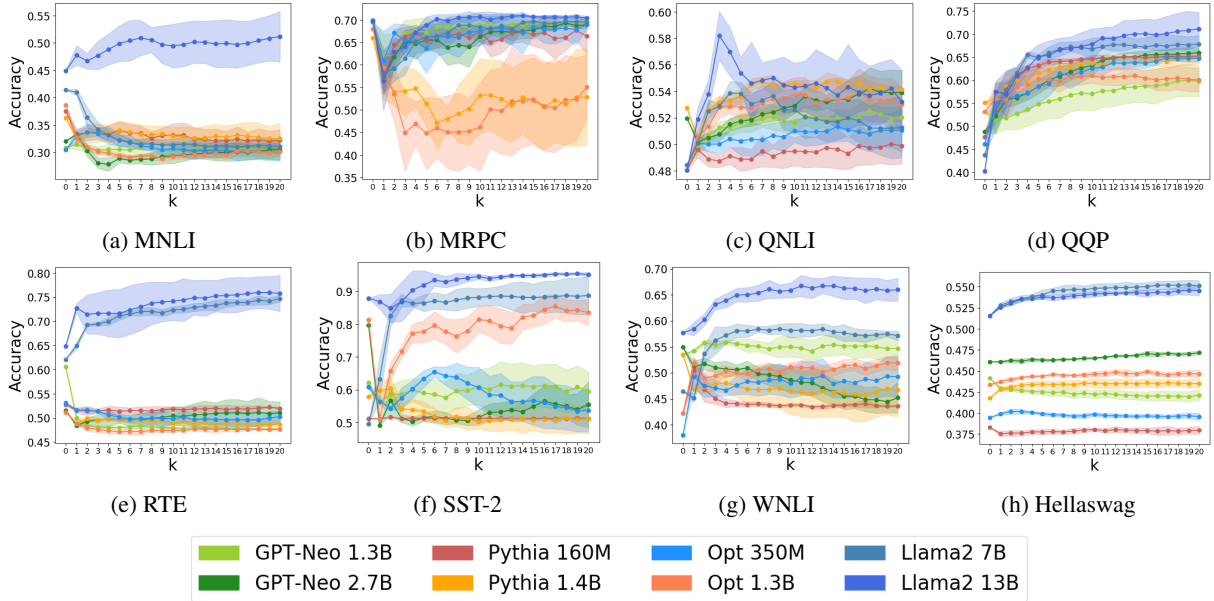 0.50
0.45
0.40
0.35
0.30
Accuracy
0 1 2 3 4 5 6 7 8 9 10 11 12 13 14 15 16 17 18 19 20
k
(a) MNLI
0.70
0.65
0.60
0.55
0.50
0.45
0.40
0.35
Accuracy
0 1 2 3 4 5 6 7 8 9 10 11 12 13 14 15 16 17 18 19 20
k
(b) MRPC
0.60
0.58
0.56
0.54
0.52
0.50
0.48
Accuracy
0 1 2 3 4 5 6 7 8 9 10 11 12 13 14 15 16 17 18 19 20
k
(c) QNLI
0.75
0.70
0.65
0.60
0.55
0.50
0.45
0.40
Accuracy
0 1 2 3 4 5 6 7 8 9 10 11 12 13 14 15 16 17 18 19 20
k
(d) QQP
0.80
0.75
0.70
0.65
0.60
0.55
0.50
0.45
Accuracy
0 1 2 3 4 5 6 7 8 9 10 11 12 13 14 15 16 17 18 19 20
k
(e) RTE
0.9
0.8
0.7
0.6
0.5
Accuracy
0 1 2 3 4 5 6 7 8 9 10 11 12 13 14 15 16 17 18 19 20
k
(f) SST-2
0.70
0.65
0.60
0.55
0.50
0.45
0.40
Accuracy
0 1 2 3 4 5 6 7 8 9 10 11 12 13 14 15 16 17 18 19 20
k
(g) WNLI
0.550
0.525
0.500
0.475
0.450
0.425
0.400
0.375
Accuracy
0 1 2 3 4 5 6 7 8 9 10 11 12 13 14 15 16 17 18 19 20
k
(h) Hellaswag
GPT-Neo 1.3B Pythia 160M Opt 350M Llama2 7B
GPT-Neo 2.7B Pythia 1.4B Opt 1.3B Llama2 13B